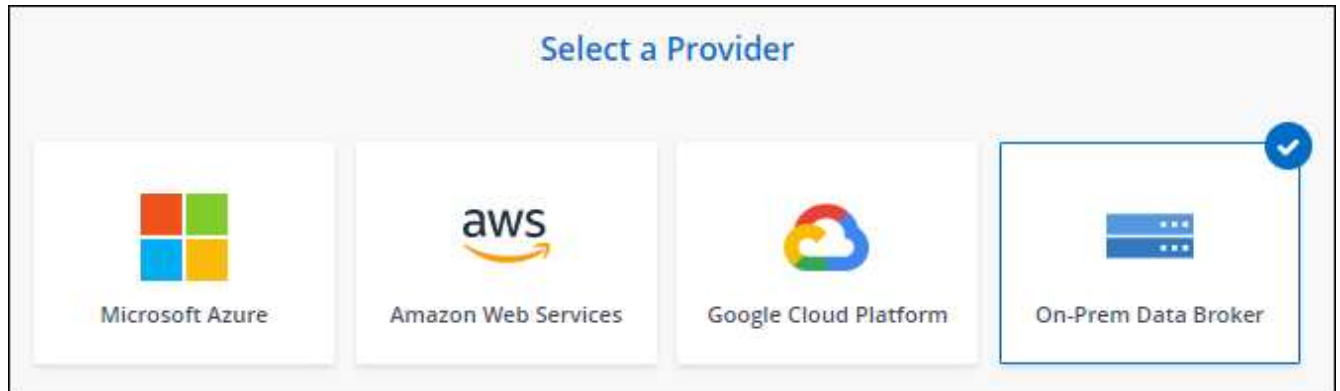 Select a Provider
aws
Microsoft Azure
Amazon Web Services
Google Cloud Platform
On-Prem Data Broker